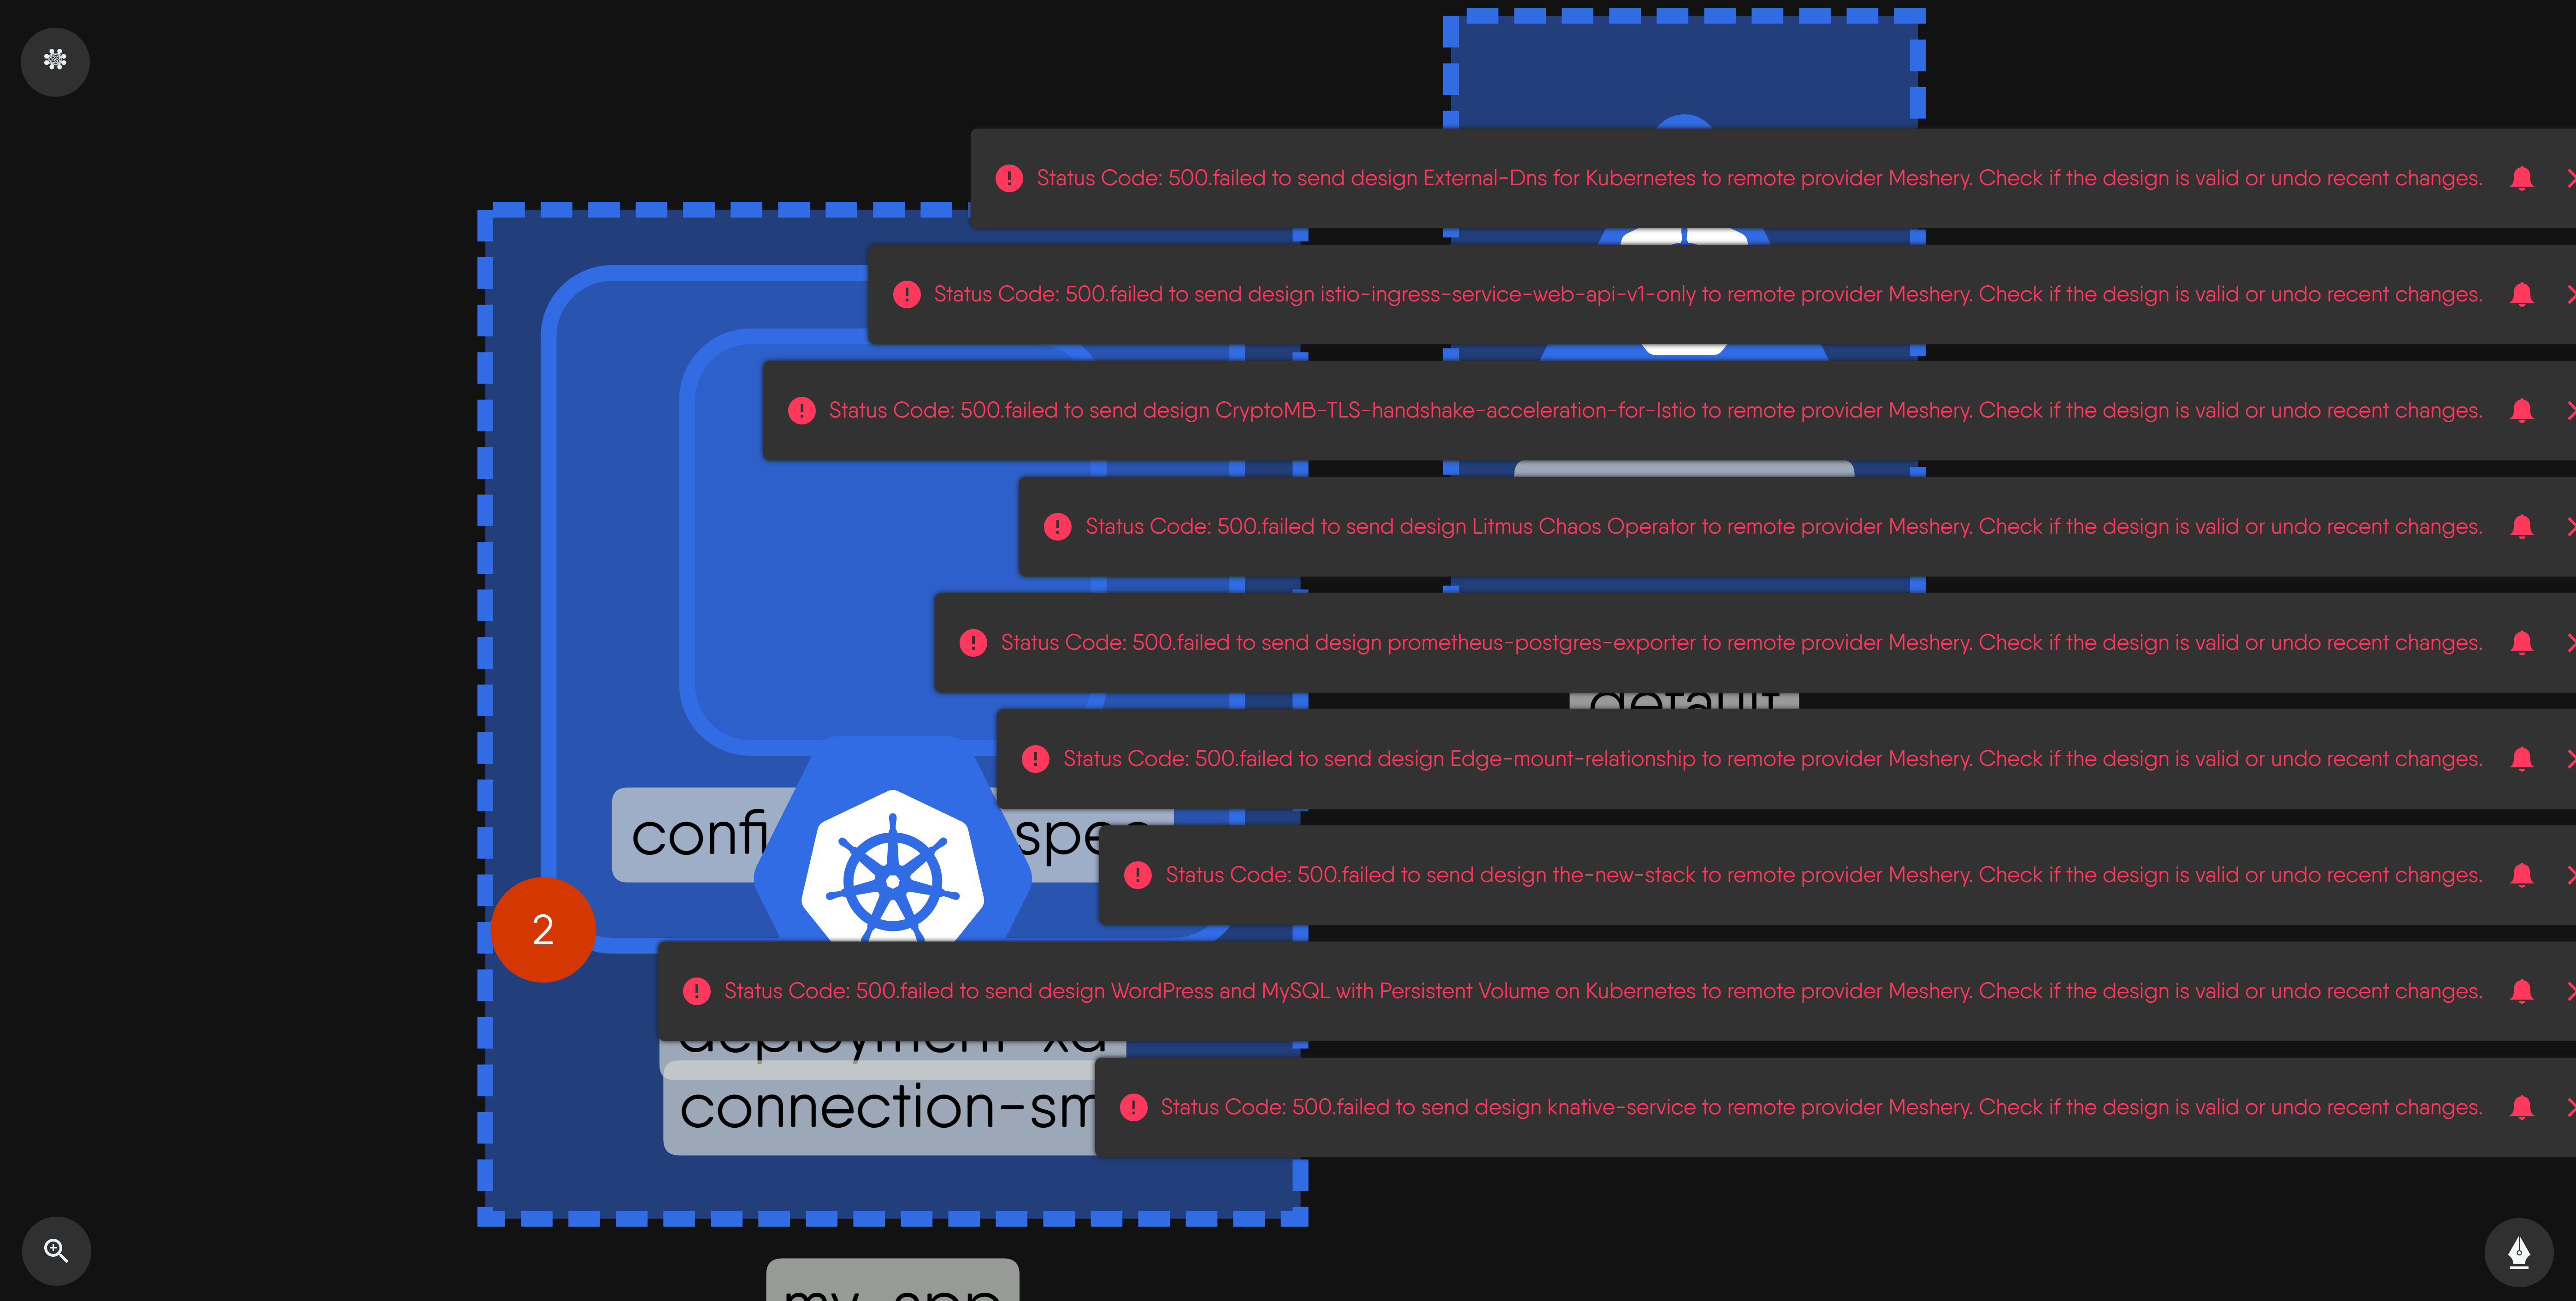 Status Code: 500.failed to send design External-Dns for Kubernetes to remote provider Meshery. Check if the design is valid or undo recent changes.
Status Code: 500.failed to send design istio-ingress-service-web-api-v1-only to remote provider Meshery. Check if the design is valid or undo recent changes.
Status Code: 500.failed to send design CryptoMB-TLS-handshake-acceleration-for-Istio to remote provider Meshery. Check if the design is valid or undo recent changes.
Status Code: 500.failed to send design Litmus Chaos Operator to remote provider Meshery. Check if the design is valid or undo recent changes.
Status Code: 500.failed to send design prometheus-postgres-exporter to remote provider Meshery. Check if the design is valid or undo recent changes.
default
Status Code: 500.failed to send design Edge-mount-relationship to remote provider Meshery. Check if the design is valid or undo recent changes.
confi spec
Status Code: 500.failed to send design the-new-stack to remote provider Meshery. Check if the design is valid or undo recent changes.
2
Status Code: 500.failed to send design WordPress and MySQL with Persistent Volume on Kubernetes to remote provider Meshery. Check if the design is valid or undo recent changes.
deployment-xd
connection-sm
Status Code: 500.failed to send design knative-service to remote provider Meshery. Check if the design is valid or undo recent changes.
my-app